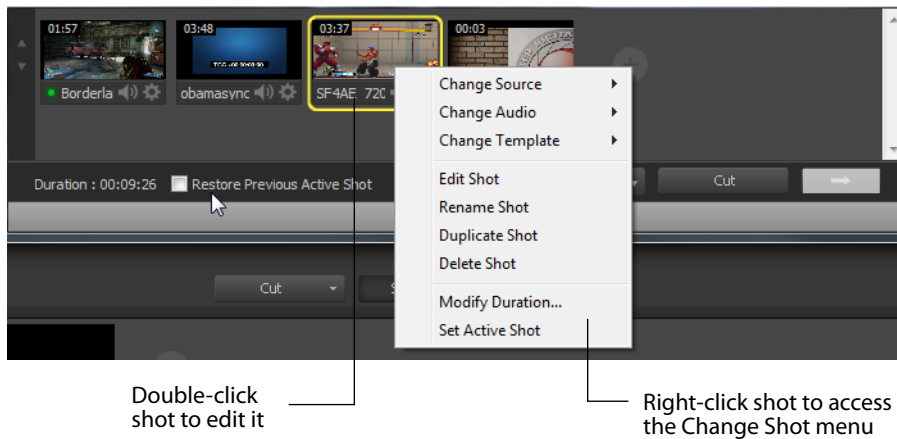 01:57
03:48
03:37
00:03
Borderla
obamasync
SF4AE 720
Change Source
Change Audio
Change Template
Edit Shot
Rename Shot
Duplicate Shot
Delete Shot
Modify Duration...
Set Active Shot
Duration : 00:09:26
Restore Previous Active Shot
Cut
Cut
S
Double-click
shot to edit it
Right-click shot to access
the Change Shot menu